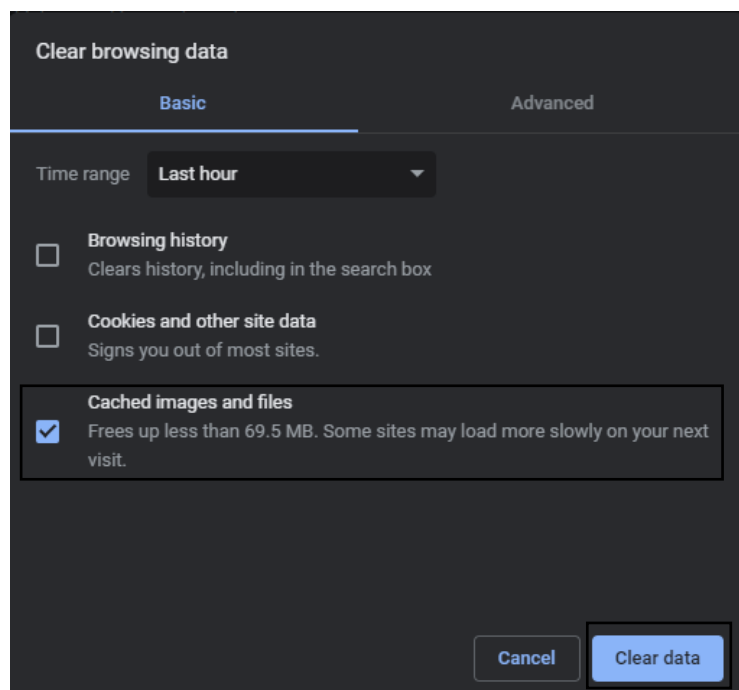 Clear browsing data
Basic
Advanced
Time range
Last hour
Browsing history
Clears history, including in the search box
Cookies and other site data
Signs you out of most sites.
Cached images and files
Frees up less than 69.5 MB. Some sites may load more slowly on your next
visit.
Cancel
Clear data